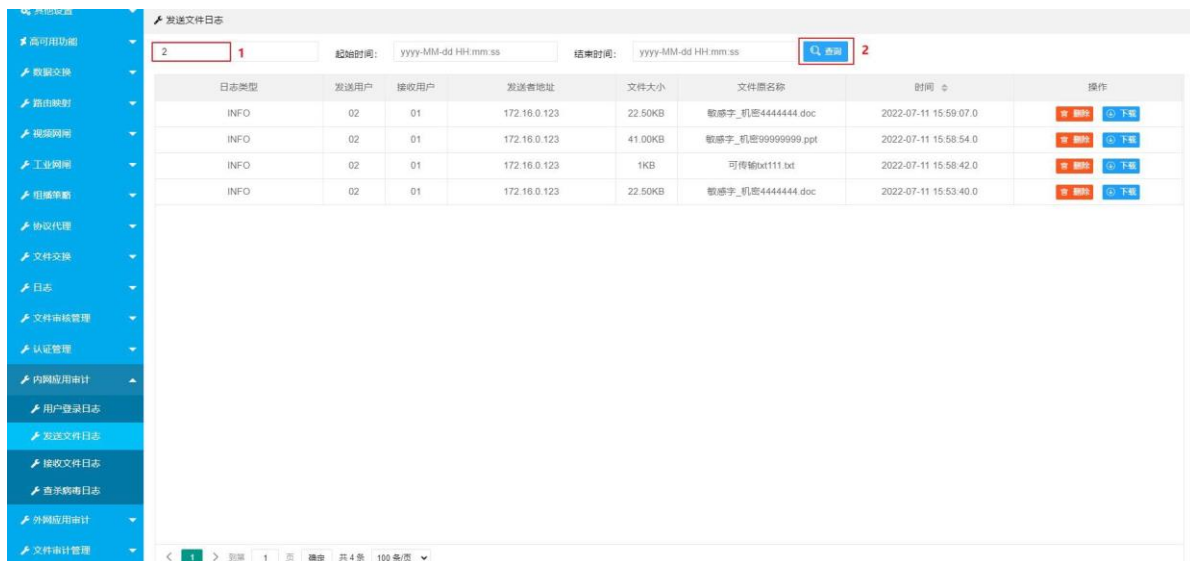 其他设置
发送文件日志
高可用功能
2
1
起始时间： yyyy-MM-dd HH:mm:ss
结束时间： yyyy-MM-dd HH:mm:ss
查询
2
数据交换
日志类型 发送用户 接收用户 发送者地址 文件大小 文件原名称 时间 操作
路由映射
INFO 02 01 172.16.0.123 22.50KB 敏感字_机密4444444.doc 2022-07-11 15:59:07.0 删除 下载
视频网闸
INFO 02 01 172.16.0.123 41.00KB 敏感字_机密99999999.ppt 2022-07-11 15:58:54.0 删除 下载
工业网闸
INFO 02 01 172.16.0.123 1KB 可传输txt111.txt 2022-07-11 15:58:42.0 删除 下载
组播策略
INFO 02 01 172.16.0.123 22.50KB 敏感字_机密4444444.doc 2022-07-11 15:53:40.0 删除 下载
协议代理
文件交换
日志
文件审核管理
认证管理
内网应用审计
用户登录日志
发送文件日志
接收文件日志
查杀病毒日志
外网应用审计
文件审计管理
1 到第 1 页 确定 共 4 条 100 条/页